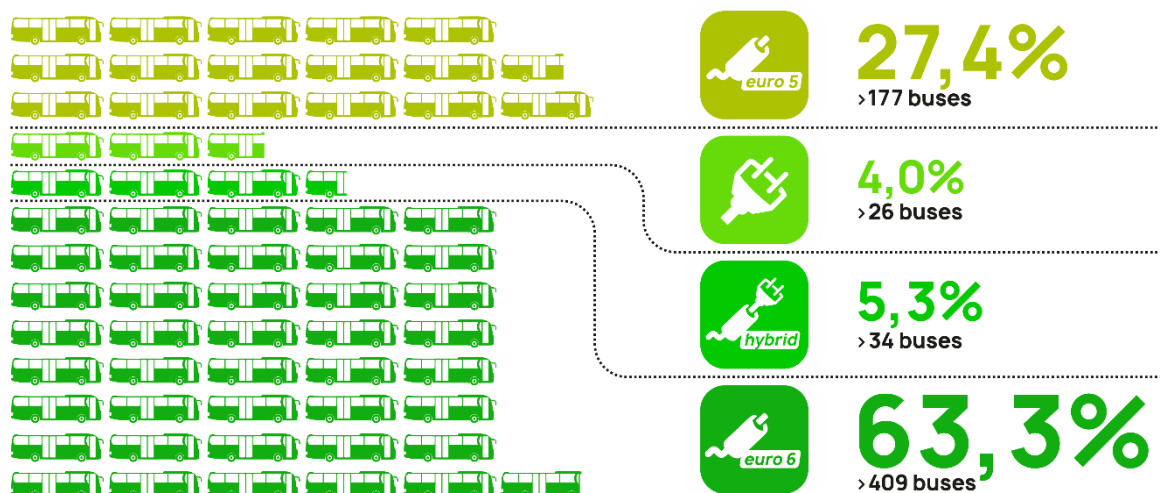 euro 5
27,4%
>177 buses
4,0%
>26 buses
hybrid
5,3%
>34 buses
euro 6
63,3%
>409 buses